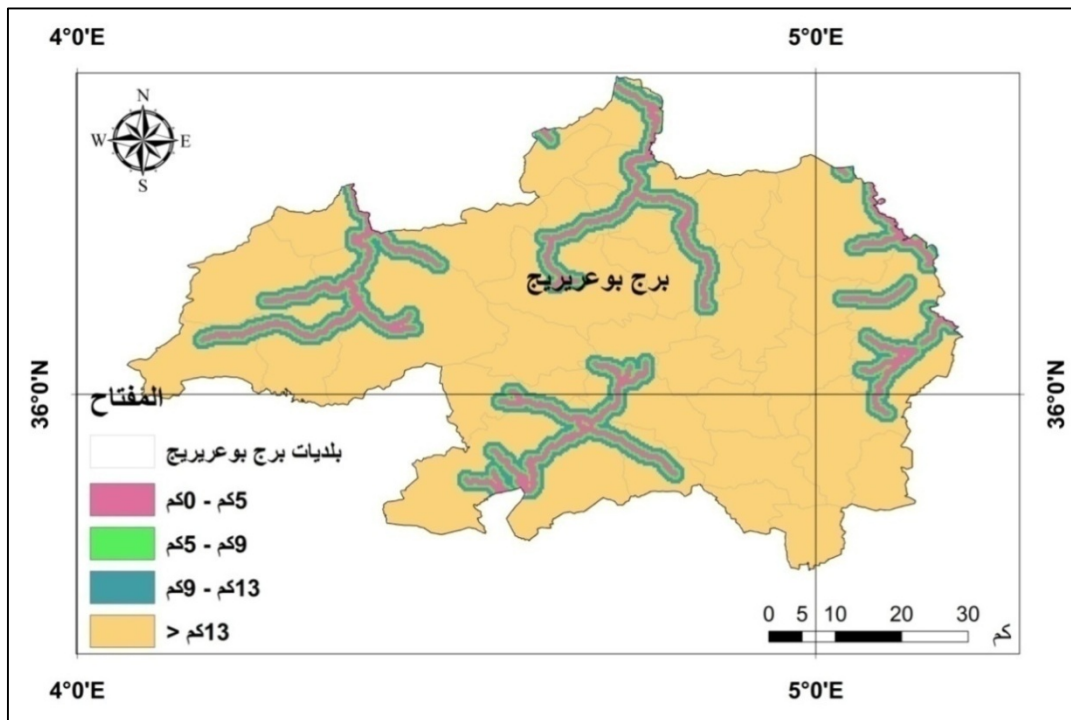 4°0'E 5°0'E
N
W E
S
برج بوعريريج
36°0'N 36°0'N
المفتاح
بلديات برج بوعريريج
5كم - 0كم
9كم - 5كم
13كم - 9كم
13كم >
0 5 10 20 30
كم
4°0'E 5°0'E